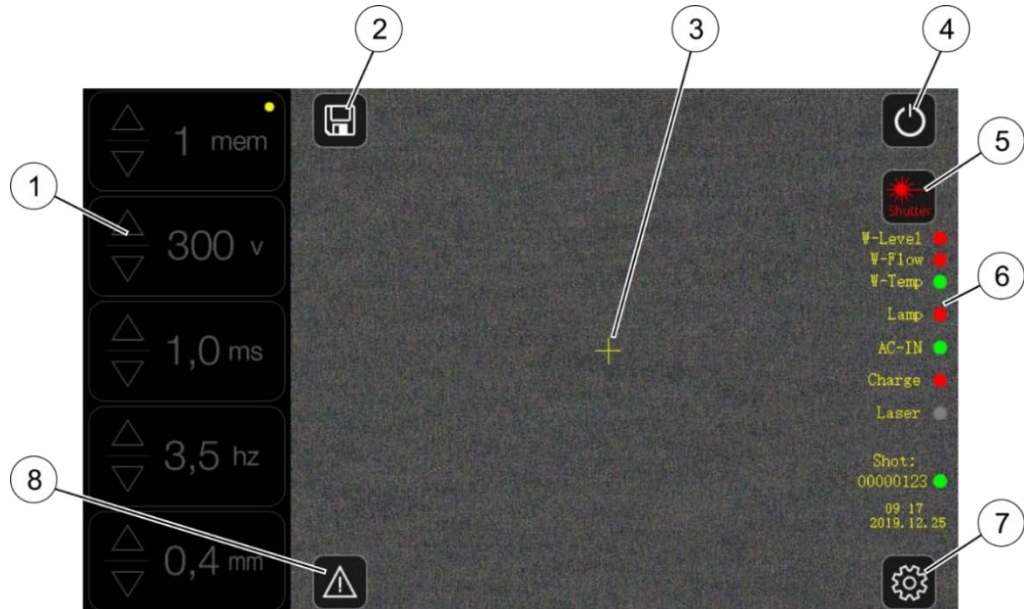 2
3
4
1 mem
5
Shutter
1
300 v
W-Level
W-Flow
W-Temp
6
Lamp
1,0 ms
AC-IN
Charge
Laser
3,5 hz
Shot:
00000123
8
09:17
2019.12.25
7
0,4 mm